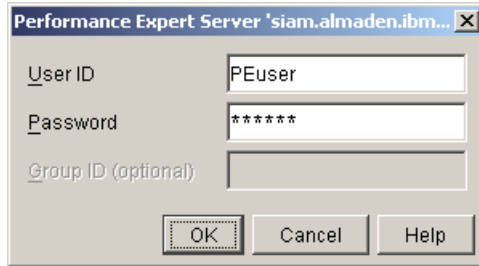 Performance Expert Server 'siam.almaden.ibm...
User ID
PEuser
Password
******
Group ID (optional)
OK Cancel Help